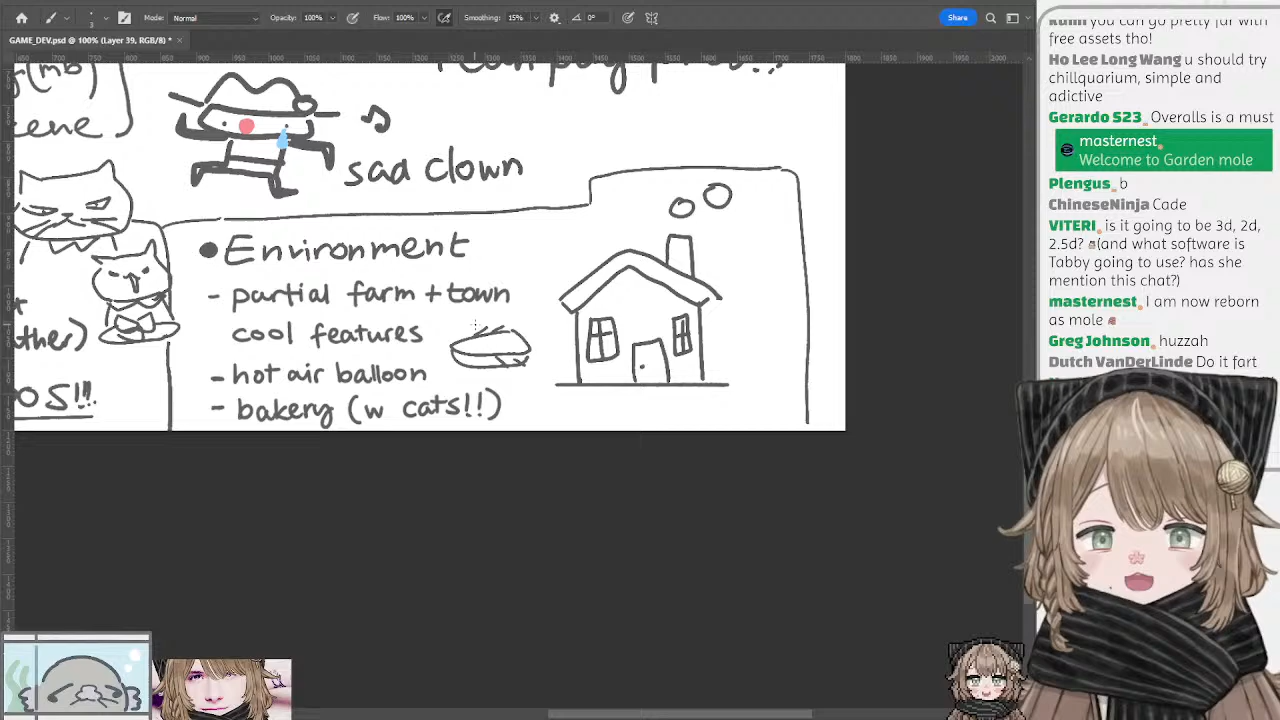 Mode: Normal Opacity: 100% Flow: 100% Smoothing: 15% 0° Share
GAME_DEV.psd @ 100% (Layer 39, RGB/8) *
sad clown
Environment
- partial farm + town
cool features
- hot air balloon
- bakery (w cats!!)
you can go pretty far with
free assets tho!
Ho Lee Long Wang u should try
chillquarium, simple and
adictive
Gerardo 523 Overalls is a must
masternest
Welcome to Garden mole
Plengus b
ChineseNinja Cade
VITERI is it going to be 3d, 2d,
2.5d? (and what software is
Tabby going to use? has she
mention this chat?)
masternest I am now reborn
as mole
Greg Johnson huzzah
Dutch VanDerLinde Do it fart